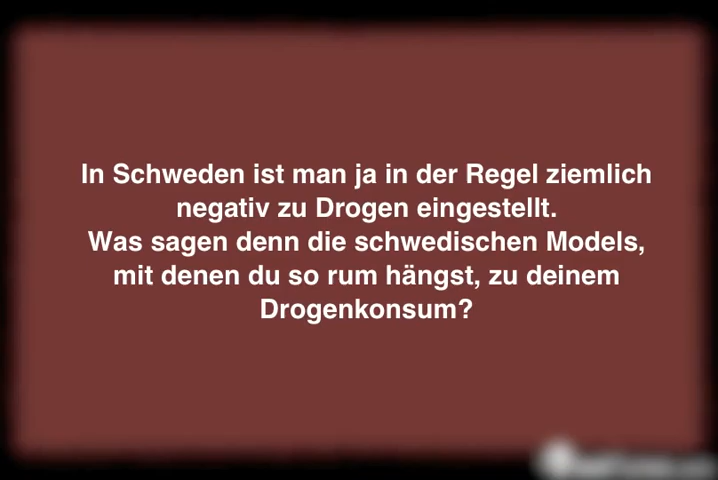 In Schweden ist man ja in der Regel ziemlich
negativ zu Drogen eingestellt.
Was sagen denn die schwedischen Models,
mit denen du so rum hängst, zu deinem
Drogenkonsum?